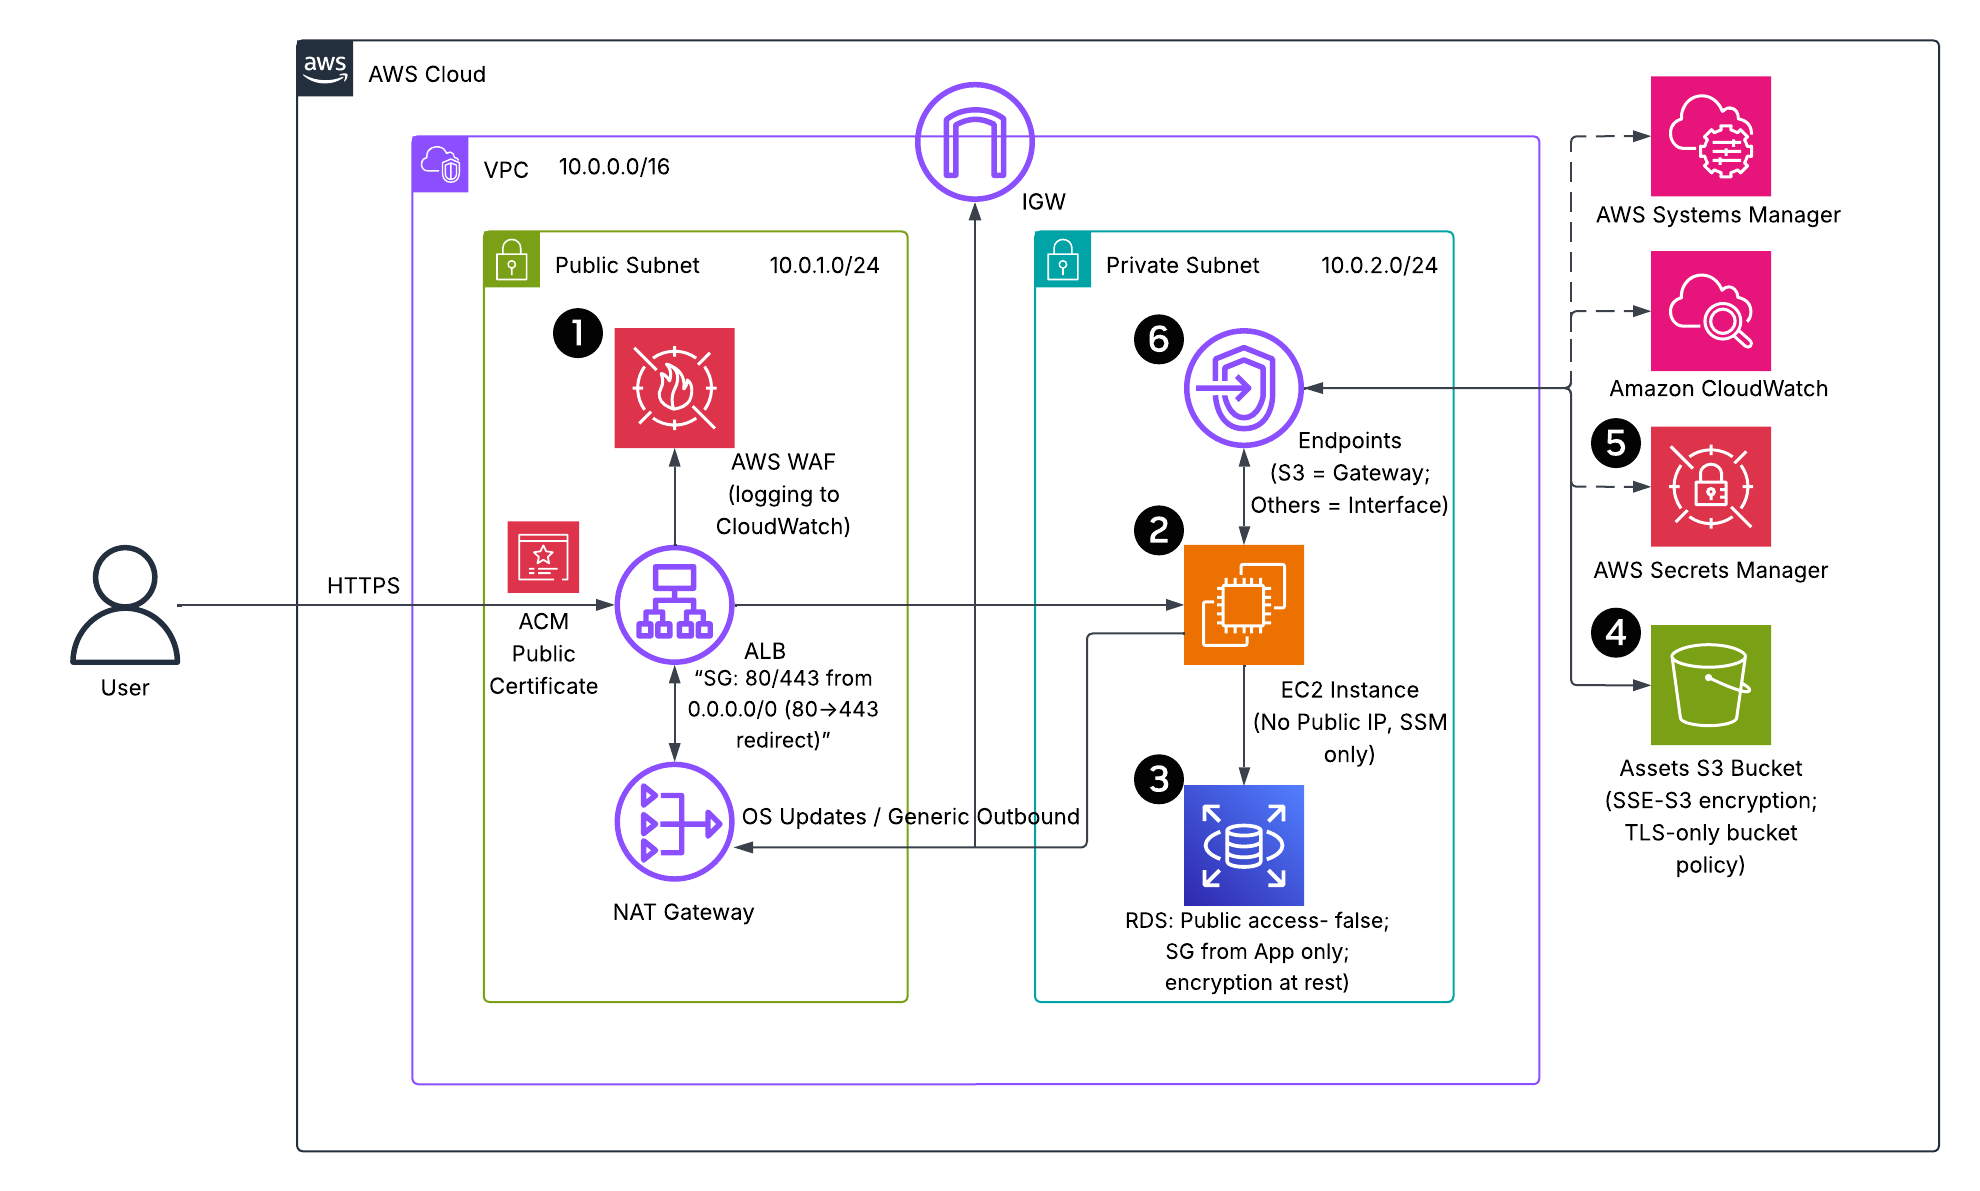 aws
AWS Cloud
VPC
10.0.0.0/16
IGW
Public Subnet
10.0.1.0/24
1
AWS WAF
(logging to
CloudWatch)
User
HTTPS
ACM
Public
Certificate
ALB
“SG: 80/443 from
0.0.0.0/0 (80→443
redirect)”
OS Updates / Generic Outbound
NAT Gateway
Private Subnet
10.0.2.0/24
6
Endpoints
(S3 = Gateway;
Others = Interface)
2
EC2 Instance
(No Public IP, SSM
only)
3
RDS: Public access- false;
SG from App only;
encryption at rest)
AWS Systems Manager
Amazon CloudWatch
5
AWS Secrets Manager
4
Assets S3 Bucket
(SSE-S3 encryption;
TLS-only bucket
policy)